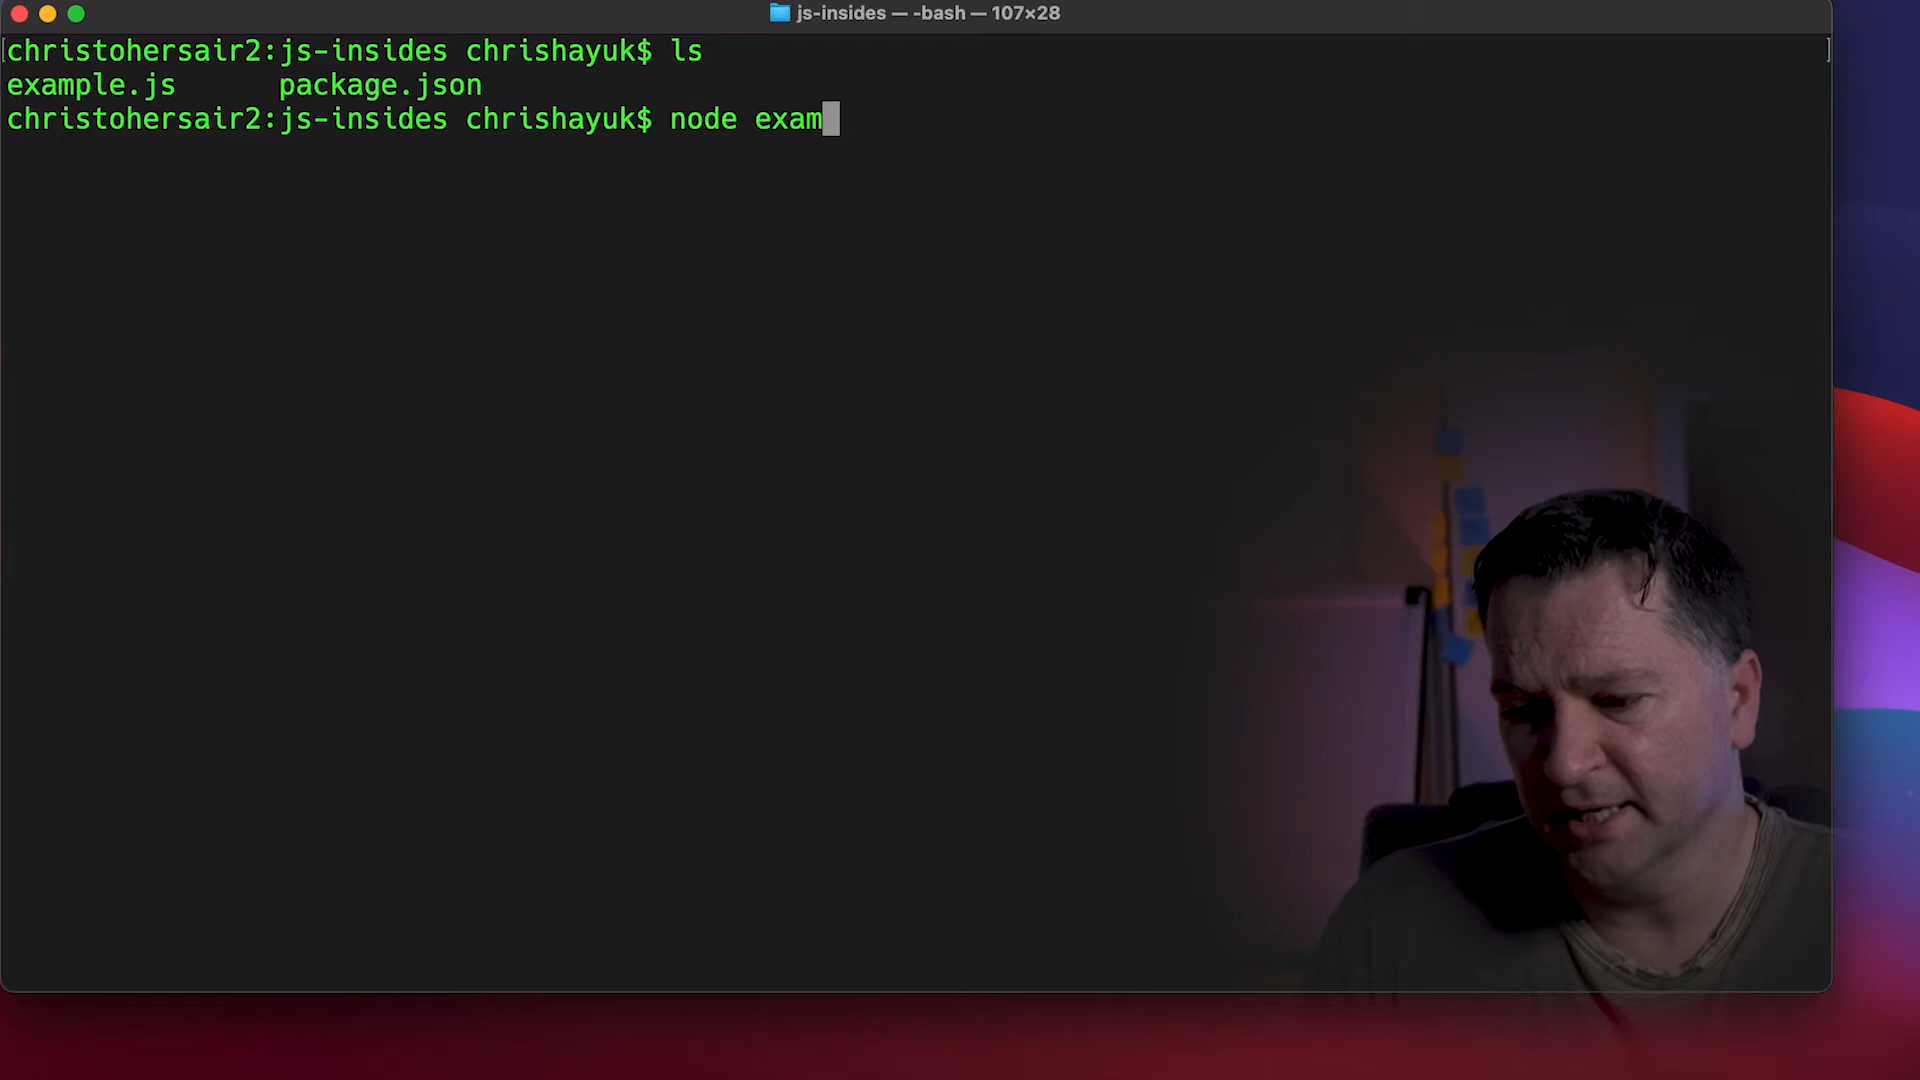 js-insides — -bash — 107×28
christohersair2:js-insides chrishayuk$ ls
example.js      package.json
christohersair2:js-insides chrishayuk$ node exam